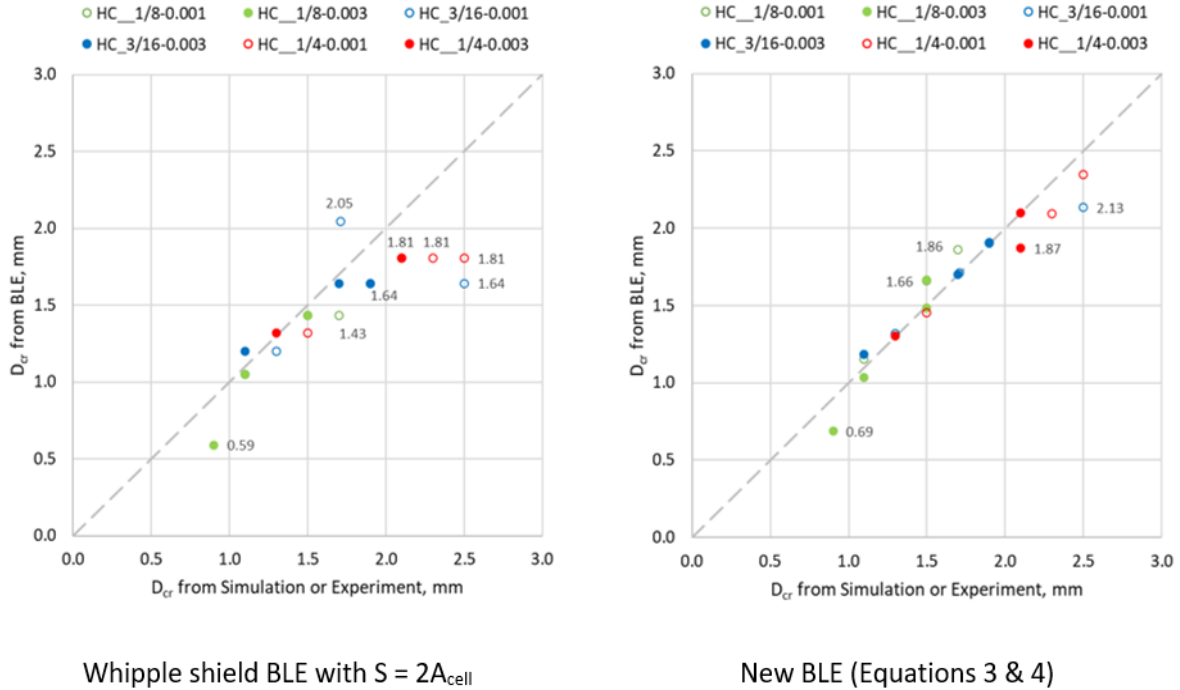 HC__1/8-0.001 HC__1/8-0.003 HC_3/16-0.001
HC_3/16-0.003 HC__1/4-0.001 HC__1/4-0.003
3.0
2.5
2.0
1.5
1.0
0.5
0.0
D_cr from BLE, mm
2.05
1.81 1.81
1.81
1.64
1.64
1.43
0.59
0.0 0.5 1.0 1.5 2.0 2.5 3.0
D_cr from Simulation or Experiment, mm
Whipple shield BLE with S = 2A_cell
HC__1/8-0.001 HC__1/8-0.003 HC_3/16-0.001
HC_3/16-0.003 HC__1/4-0.001 HC__1/4-0.003
3.0
2.5
2.0
1.5
1.0
0.5
0.0
D_cr from BLE, mm
2.13
1.86
1.87
1.66
0.69
0.0 0.5 1.0 1.5 2.0 2.5 3.0
D_cr from Simulation or Experiment, mm
New BLE (Equations 3 & 4)